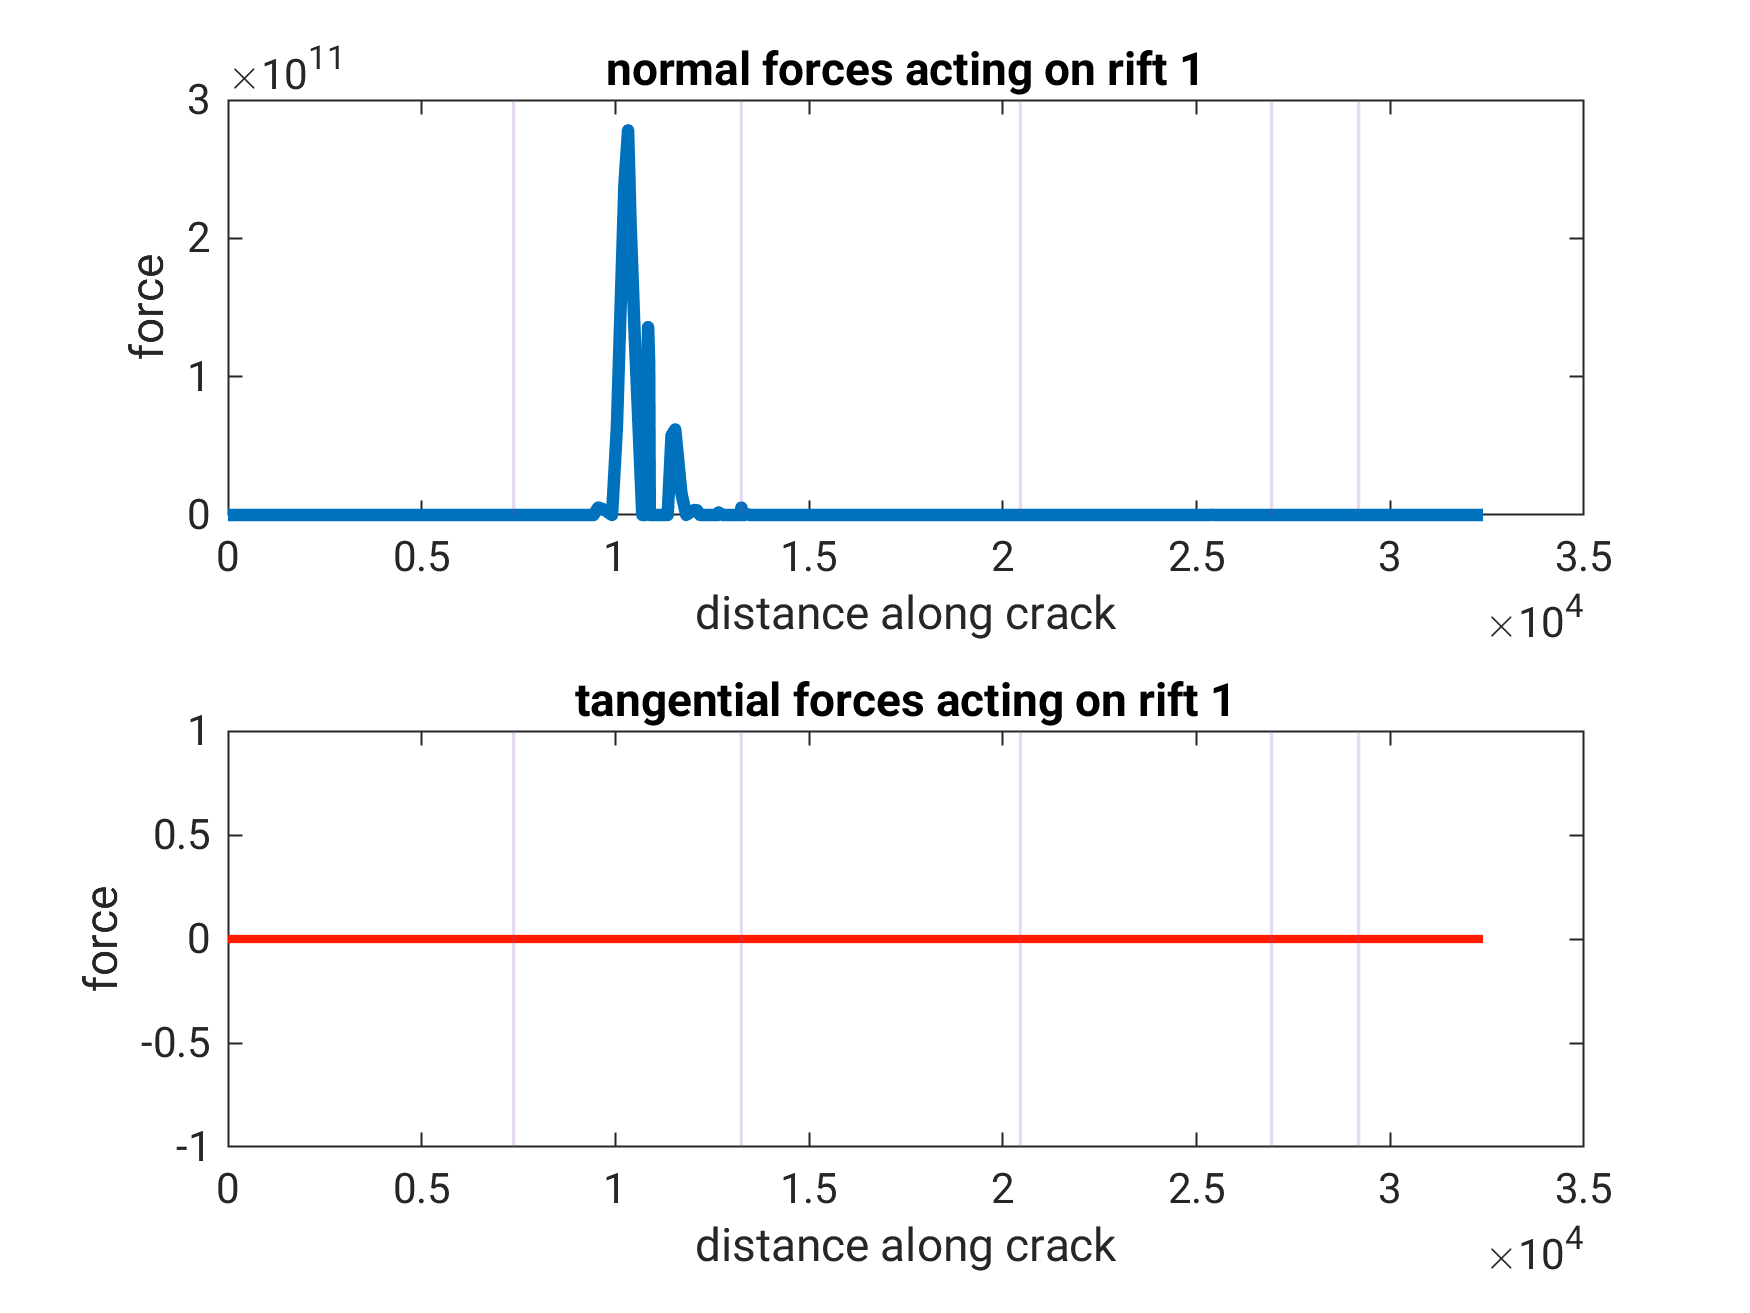 ×10^11
normal forces acting on rift 1
3
2
1
0
force
0 0.5 1 1.5 2 2.5 3 3.5
distance along crack
×10^4
tangential forces acting on rift 1
1
0.5
0
-0.5
-1
force
0 0.5 1 1.5 2 2.5 3 3.5
distance along crack
×10^4